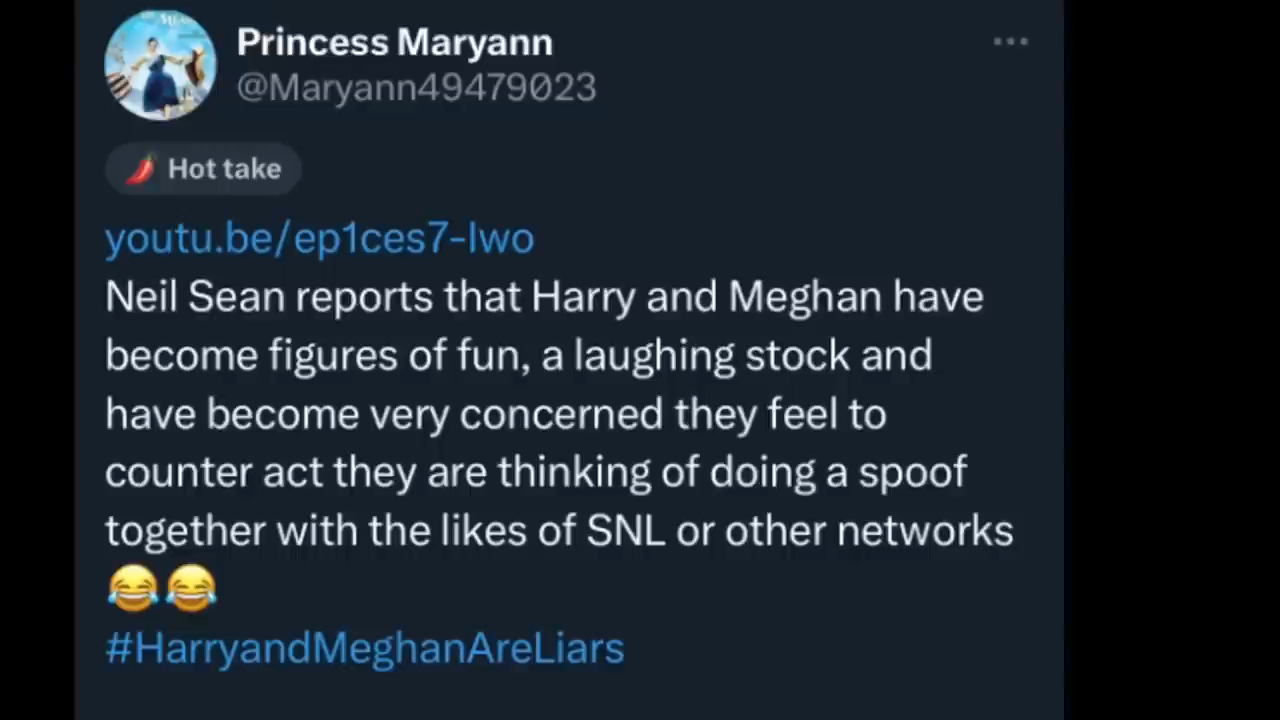 Princess Maryann
@Maryann49479023
🌶️ Hot take
youtu.be/ep1ces7-lwo
Neil Sean reports that Harry and Meghan have
become figures of fun, a laughing stock and
have become very concerned they feel to
counter act they are thinking of doing a spoof
together with the likes of SNL or other networks
😂😂
#HarryandMeghanAreLiars